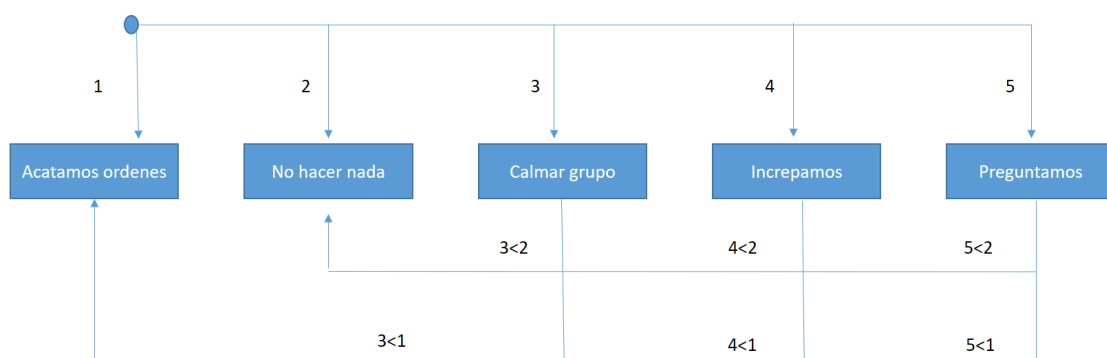 1
2
3
4
5
Acatamos ordenes
No hacer nada
Calmar grupo
Increpamos
Preguntamos
3<2
4<2
5<2
3<1
4<1
5<1